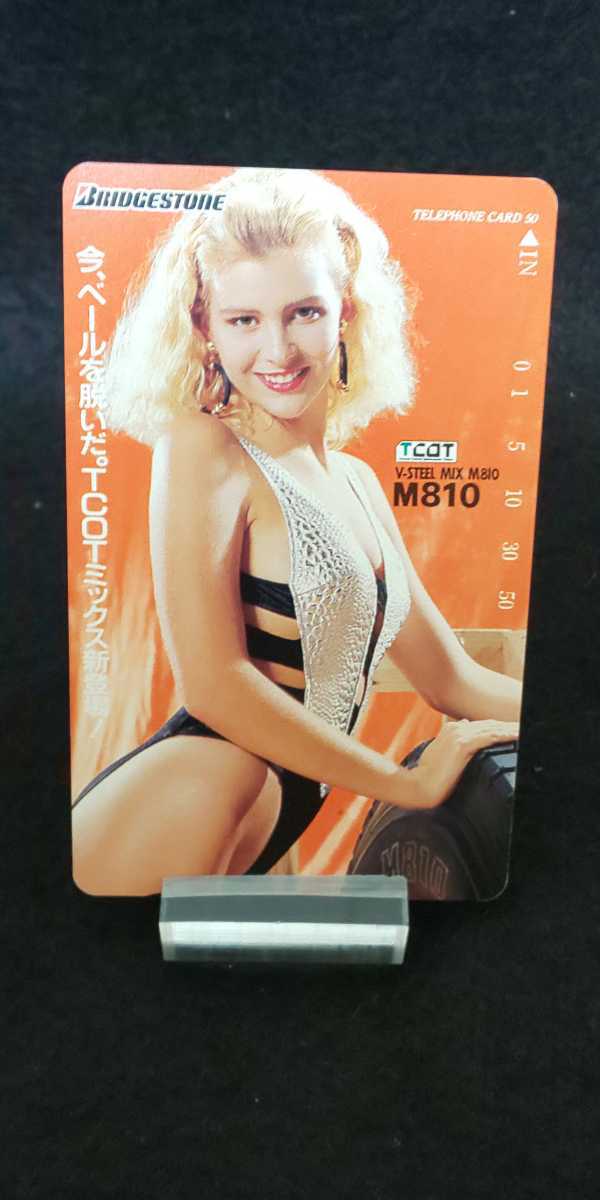 BRIDGESTONE
TELEPHONE CARD 50
◀IN
0
1
5
10
30
50
今、ベールを脱いだ。TCOTミックス新登場!
TCOT
V-STEEL MIX M810
M810
M810